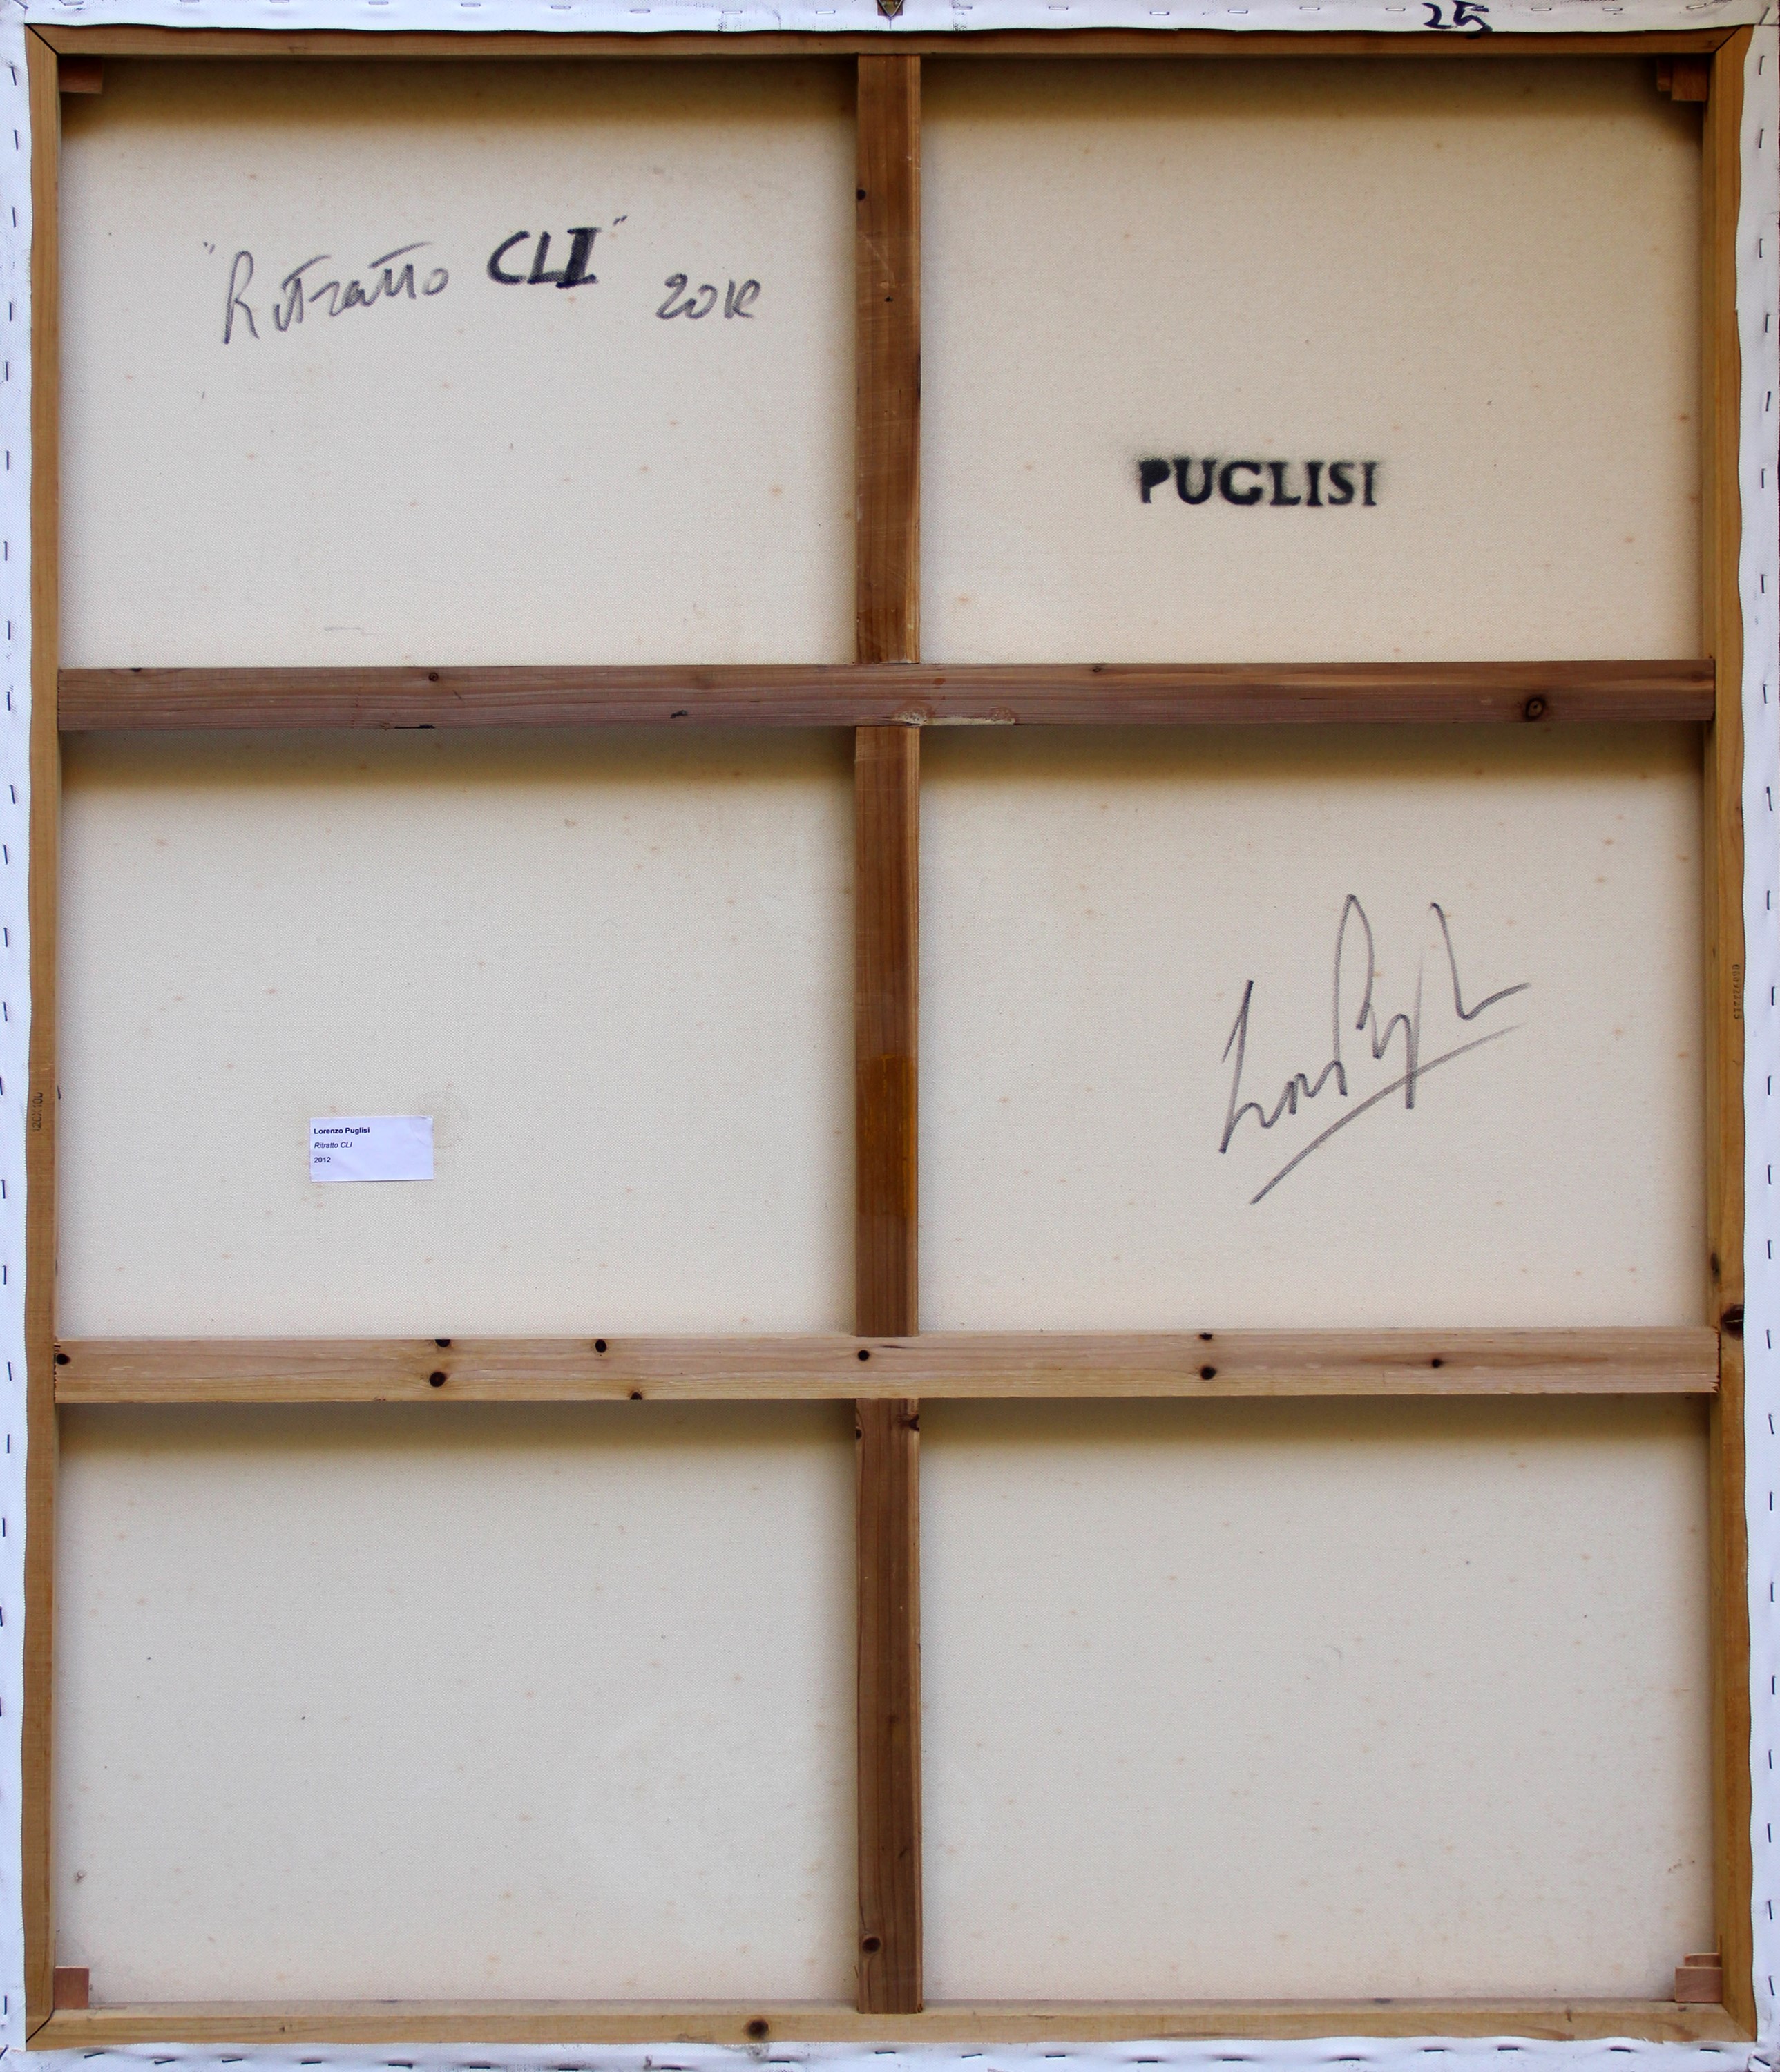 25
"Ritratto CLI" 2012
PUGLISI
Lorenzo Puglisi
Ritratto CLI
2012